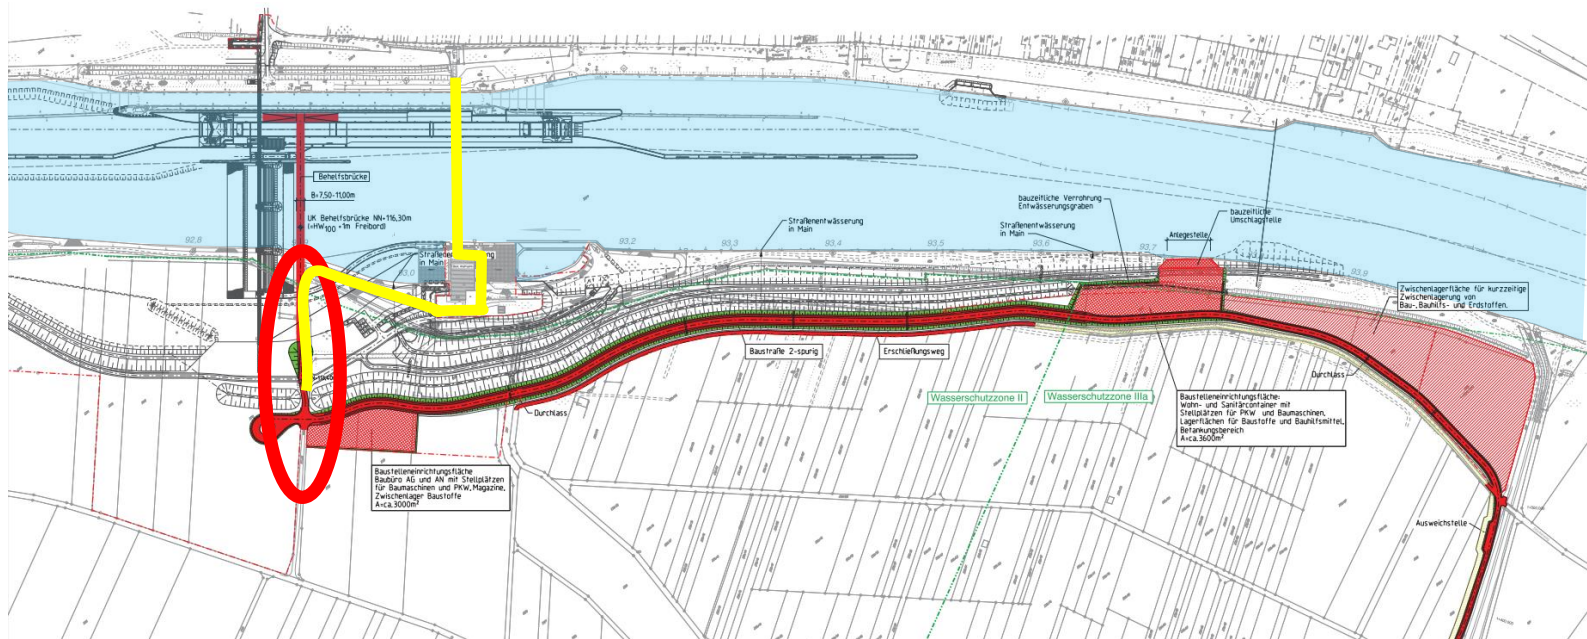 Behelfsbrücke
B=7,50-11,00m
UK Behelfsbrücke NN+116,30m
(=HW100 +1m Freibord)
92.8
Straßenentwässerung
in Main
93,0
93,2
Straßenentwässerung
in Main
93,3
93,4
93,5
bauzeitliche Verrohrung
Entwässerungsgraben
Straßenentwässerung
in Main
93,6
93,7
bauzeitliche
Umschlagstelle
Anlegestelle
93,9
Zwischenlagerfläche für kurzzeitige
Zwischenlagerung von
Bau-, Bauhilfs- und Erdstoffen.
Baustraße 2-spurig
Erschließungsweg
Durchlass
Durchlass
Wasserschutzzone II
Wasserschutzzone IIIa
Baustelleneinrichtungsfläche:
Wohn- und Sanitärcontainer mit
Stellplätzen für PKW und Baumaschinen,
Lagerflächen für Baustoffe und Bauhilfsmittel,
Betankungsbereich
A=ca.3600m²
Baustelleneinrichtungsfläche
Baubüro AG und AN mit Stellplätzen
für Baumaschinen und PKW, Magazine,
Zwischenlager Baustoffe
A=ca.3000m²
Ausweichstelle